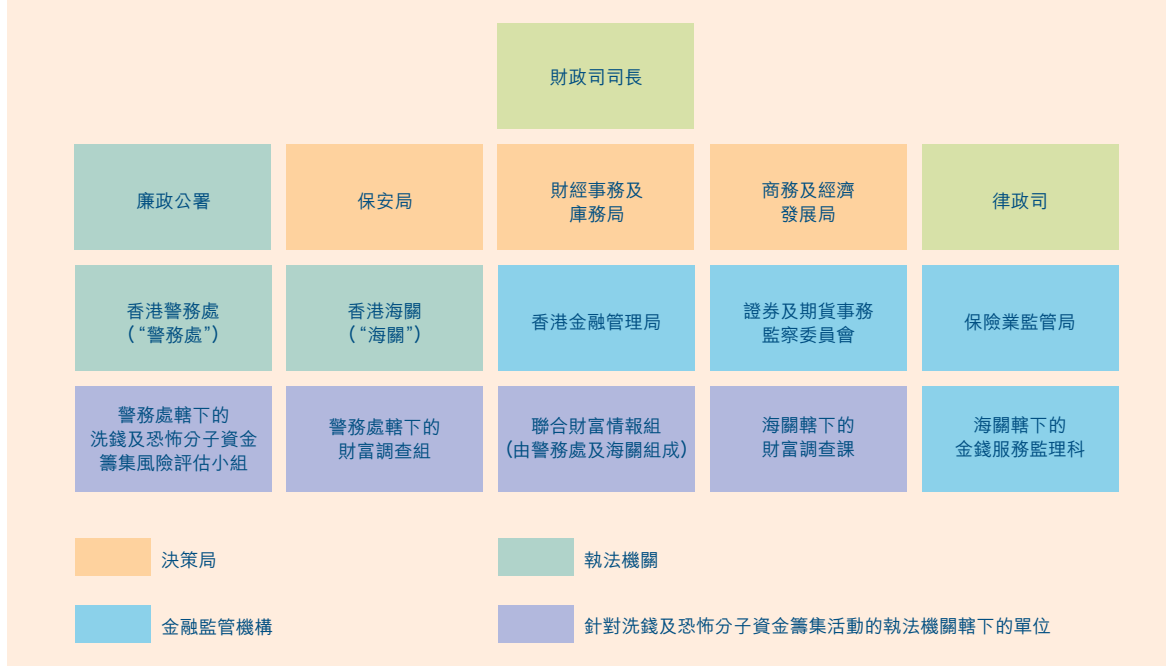 財政司司長
廉政公署
保安局
財經事務及
庫務局
商務及經濟
發展局
律政司
香港警務處
(“警務處”)
香港海關
(“海關”)
香港金融管理局
證券及期貨事務
監察委員會
保險業監管局
警務處轄下的
洗錢及恐怖分子資金
籌集風險評估小組
警務處轄下的
財富調查組
聯合財富情報組
(由警務處及海關組成)
海關轄下的
財富調查課
海關轄下的
金錢服務監理科
決策局
執法機關
金融監管機構
針對洗錢及恐怖分子資金籌集活動的執法機關轄下的單位